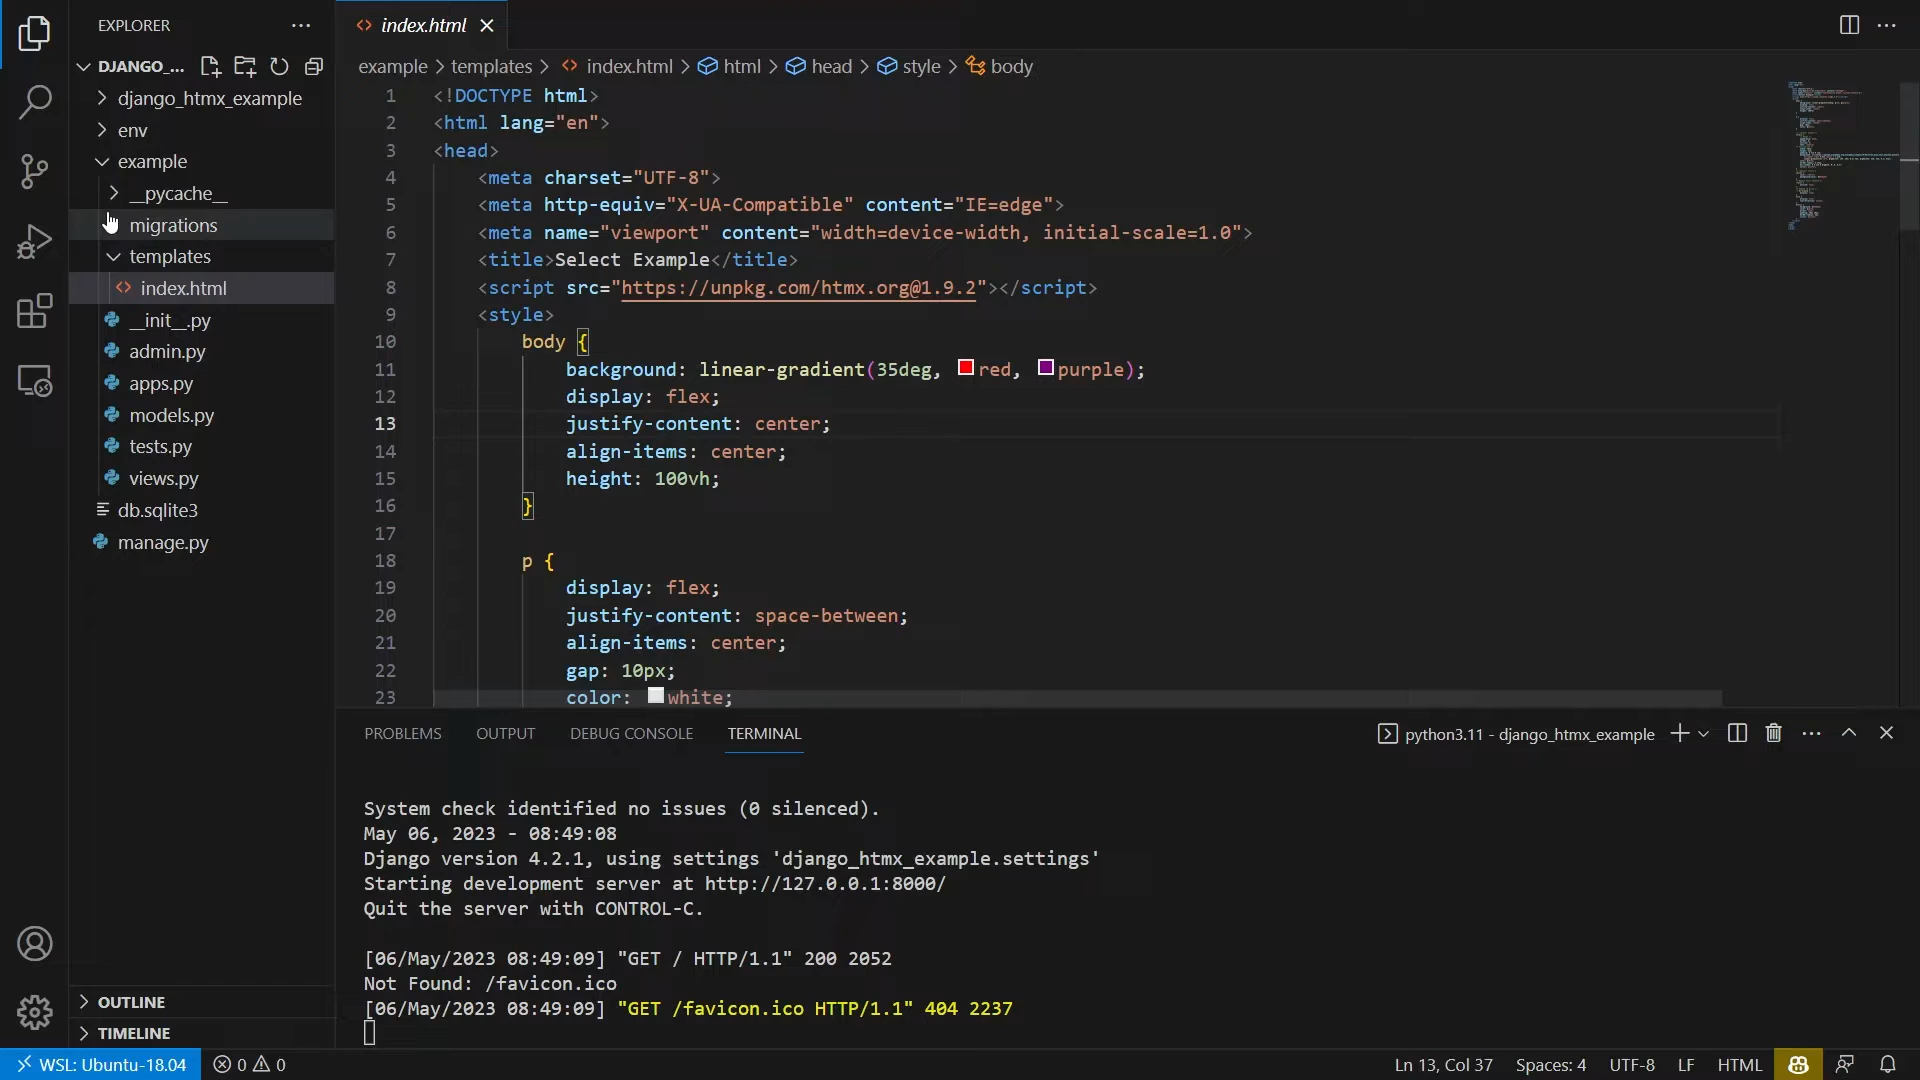 EXPLORER
DJANGO_...
django_htmx_example
env
example
__pycache__
migrations
templates
index.html
__init__.py
admin.py
apps.py
models.py
tests.py
views.py
db.sqlite3
manage.py
OUTLINE
TIMELINE
index.html
example > templates > index.html > html > head > style > body
1 <!DOCTYPE html>
2 <html lang="en">
3 <head>
4 <meta charset="UTF-8">
5 <meta http-equiv="X-UA-Compatible" content="IE=edge">
6 <meta name="viewport" content="width=device-width, initial-scale=1.0">
7 <title>Select Example</title>
8 <script src="https://unpkg.com/htmx.org@1.9.2"></script>
9 <style>
10 body {
11 background: linear-gradient(35deg, red, purple);
12 display: flex;
13 justify-content: center;
14 align-items: center;
15 height: 100vh;
16 }
17
18 p {
19 display: flex;
20 justify-content: space-between;
21 align-items: center;
22 gap: 10px;
23 color: white;
PROBLEMS OUTPUT DEBUG CONSOLE TERMINAL
python3.11 - django_htmx_example
System check identified no issues (0 silenced).
May 06, 2023 - 08:49:08
Django version 4.2.1, using settings 'django_htmx_example.settings'
Starting development server at http://127.0.0.1:8000/
Quit the server with CONTROL-C.
[06/May/2023 08:49:09] "GET / HTTP/1.1" 200 2052
Not Found: /favicon.ico
[06/May/2023 08:49:09] "GET /favicon.ico HTTP/1.1" 404 2237
WSL: Ubuntu-18.04 0 0 Ln 13, Col 37 Spaces: 4 UTF-8 LF HTML